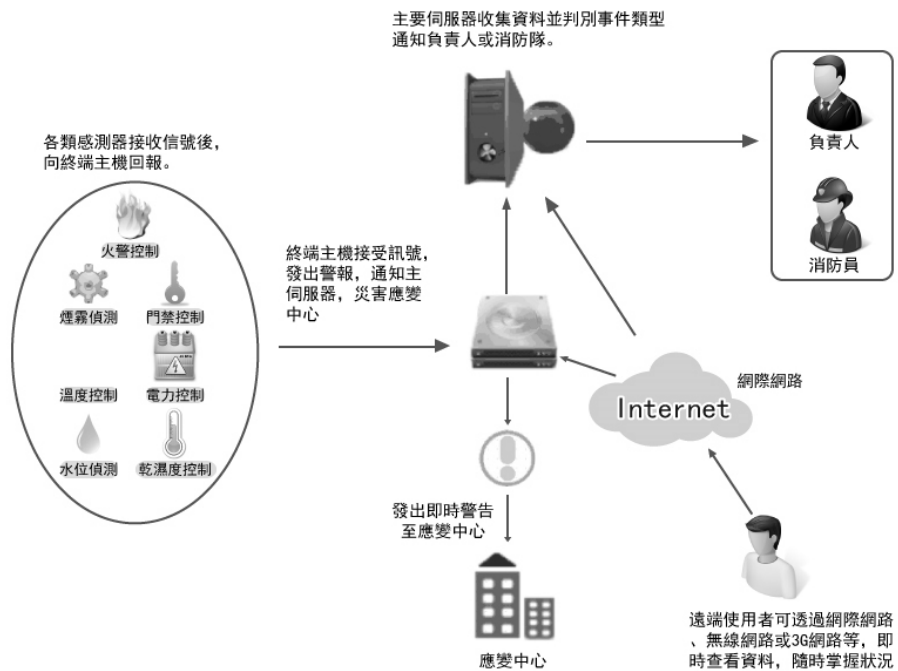 主要伺服器收集資料並判別事件類型
通知負責人或消防隊。
負責人
消防員
各類感測器接收信號後,
向終端主機回報。
火警控制
煙霧偵測
門禁控制
溫度控制
電力控制
水位偵測
乾濕度控制
終端主機接受訊號,
發出警報, 通知主
伺服器, 災害應變
中心
網際網路
Internet
發出即時警告
至應變中心
應變中心
遠端使用者可透過網際網路
、無線網路或3G網路等, 即
時查看資料, 隨時掌握狀況